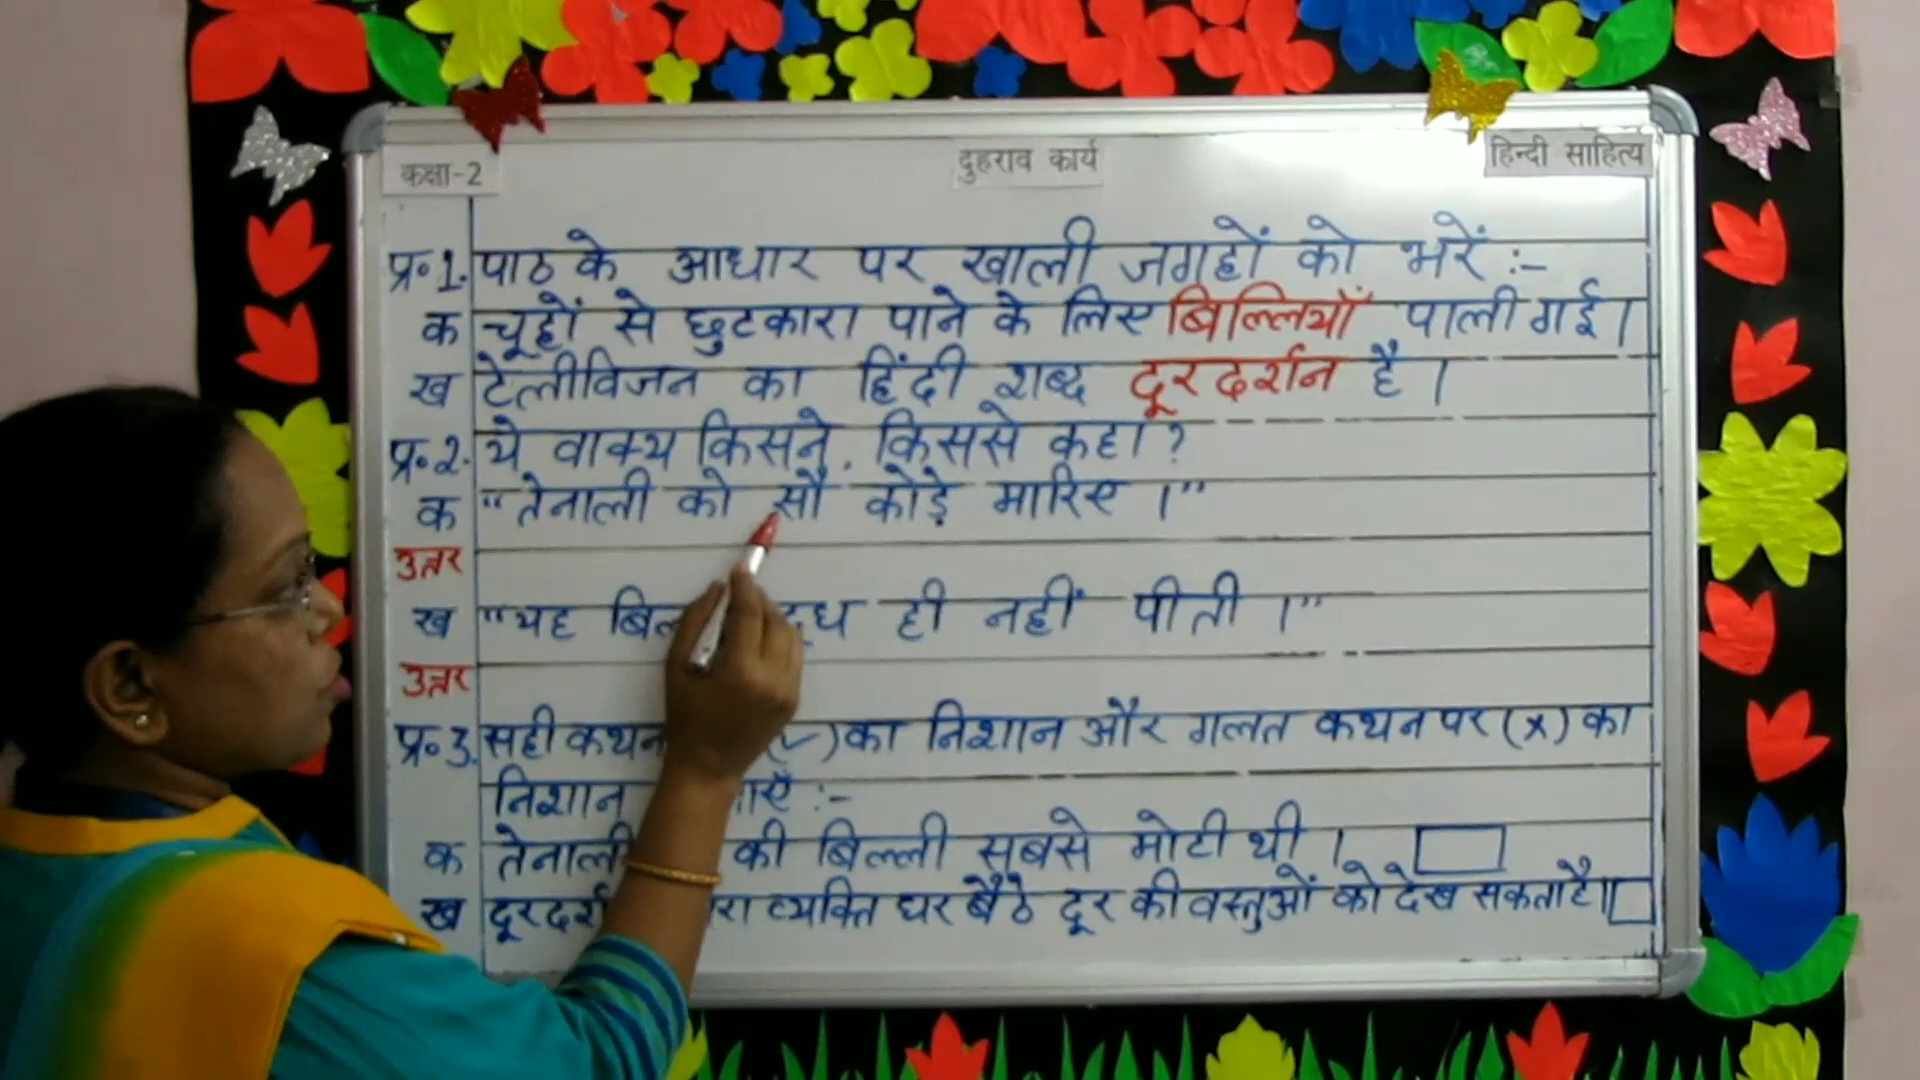 कक्षा-2
दुहराव कार्य
हिन्दी साहित्य
प्र॰1. पाठ के आधार पर खाली जगहों को भरें :-
क चूहों से छुटकारा पाने के लिए बिल्लियाँ पाली गई।
ख टेलीविजन का हिंदी शब्द दूरदर्शन है।
प्र॰2. ये वाक्य किसने, किससे कहा?
क “तेनाली को सौ कोड़े मारिए।”
उत्तर
ख “यह दूध ही नहीं पीती।”
उत्तर
प्र॰3. सही कथन (✓) का निशान और गलत कथन पर (x) का
निशान :-
क तेनाली की बिल्ली सबसे मोटी थी।
ख व्यक्ति घर बैठे दूर की वस्तुओं को देख सकता है।